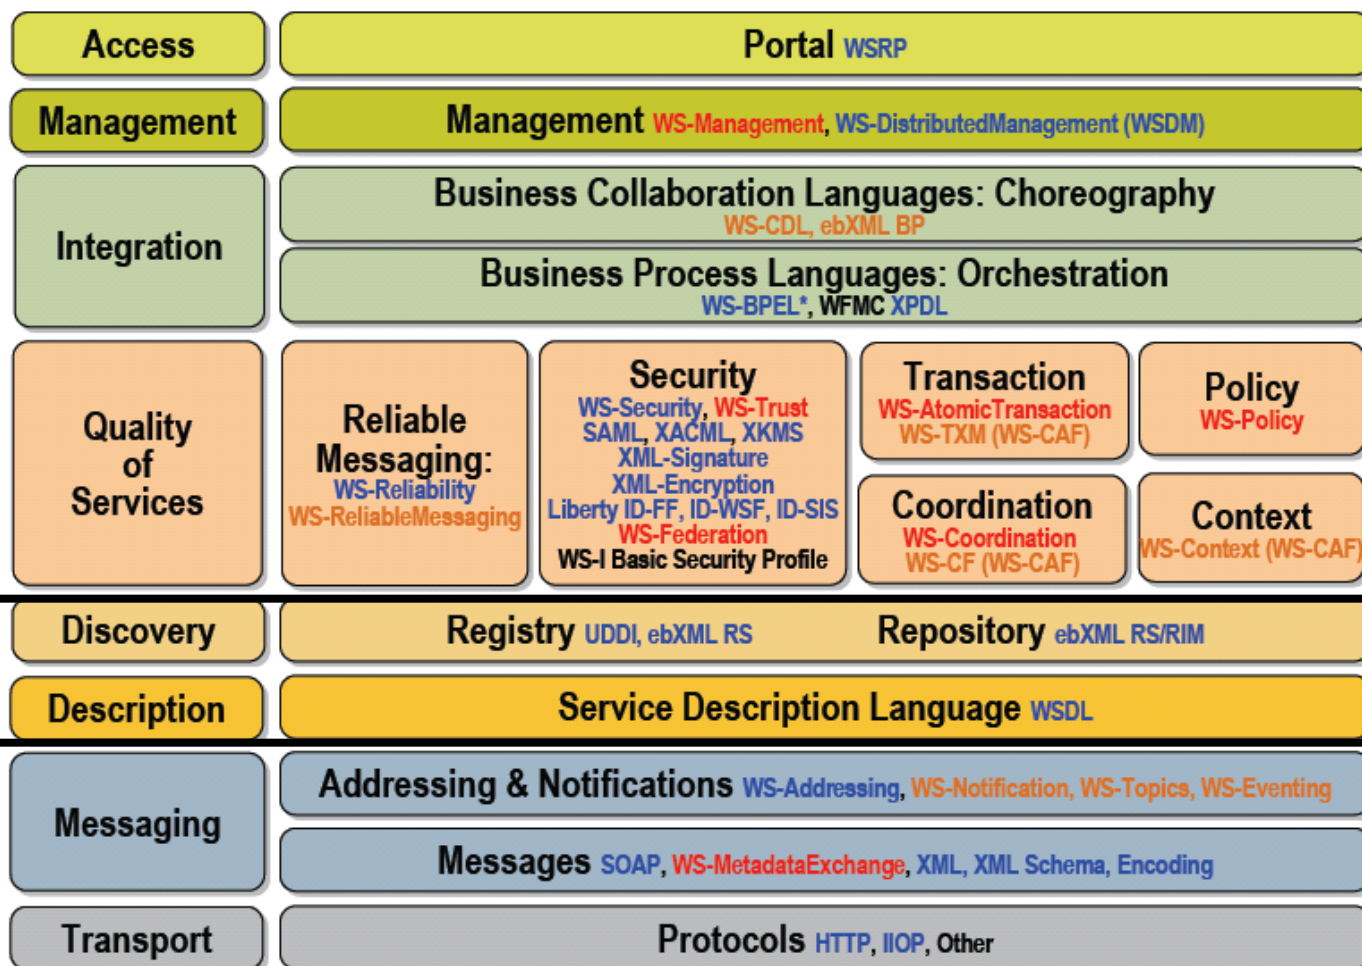 Access
Portal WSRP
Management
Management WS-Management, WS-DistributedManagement (WSDM)
Integration
Business Collaboration Languages: Choreography
WS-CDL, ebXML BP
Business Process Languages: Orchestration
WS-BPEL*, WFMC XPDL
Quality
of
Services
Reliable
Messaging:
WS-Reliability
WS-ReliableMessaging
Security
WS-Security, WS-Trust
SAML, XACML, XKMS
XML-Signature
XML-Encryption
Liberty ID-FF, ID-WSF, ID-SIS
WS-Federation
WS-I Basic Security Profile
Transaction
WS-AtomicTransaction
WS-TXM (WS-CAF)
Policy
WS-Policy
Coordination
WS-Coordination
WS-CF (WS-CAF)
Context
WS-Context (WS-CAF)
Discovery
Registry UDDI, ebXML RS Repository ebXML RS/RIM
Description
Service Description Language WSDL
Messaging
Addressing & Notifications WS-Addressing, WS-Notification, WS-Topics, WS-Eventing
Messages SOAP, WS-MetadataExchange, XML, XML Schema, Encoding
Transport
Protocols HTTP, IIOP, Other